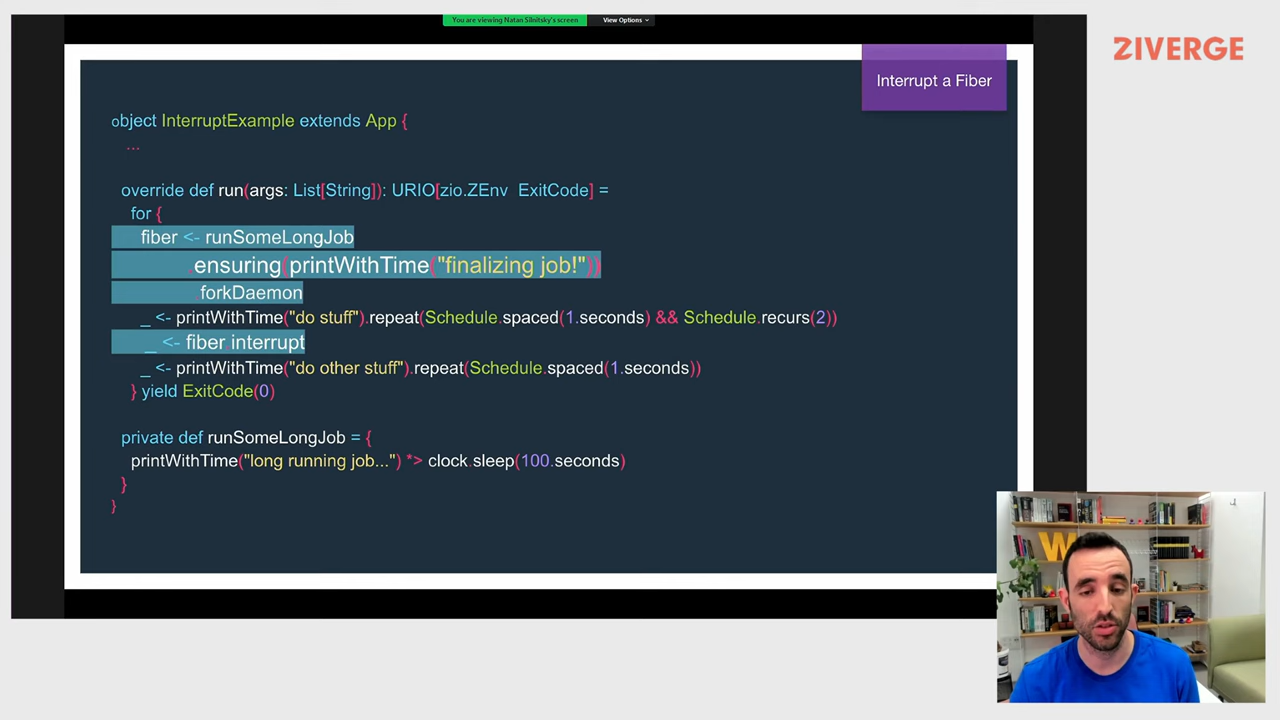 You are viewing Natan Silnitsky's screen View Options
ZIVERGE
Interrupt a Fiber
object InterruptExample extends App {
...
override def run(args: List[String]): URIO[zio.ZEnv ExitCode] =
for {
fiber <- runSomeLongJob
.ensuring(printWithTime("finalizing job!"))
forkDaemon
_ <- printWithTime("do stuff").repeat(Schedule.spaced(1.seconds) && Schedule.recurs(2))
_ <- fiber interrupt
_ <- printWithTime("do other stuff").repeat(Schedule.spaced(1.seconds))
} yield ExitCode(0)
private def runSomeLongJob = {
printWithTime("long running job...") *> clock.sleep(100.seconds)
}
}
W